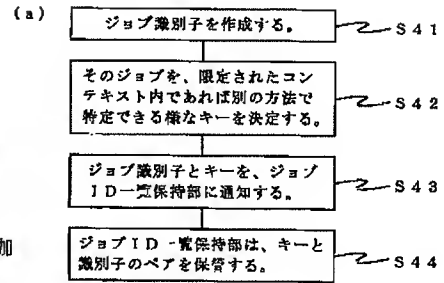 (a)
ジョブ識別子を作成する。
S41
そのジョブを、限定されたコン
テキスト内であれば別の方法で
特定できる様なキーを決定する。
S42
ジョブ識別子とキーを、ジョブ
ID一覧保持部に通知する。
S43
加
ジョブID一覧保持部は、キーと
識別子のペアを保管する。
S44